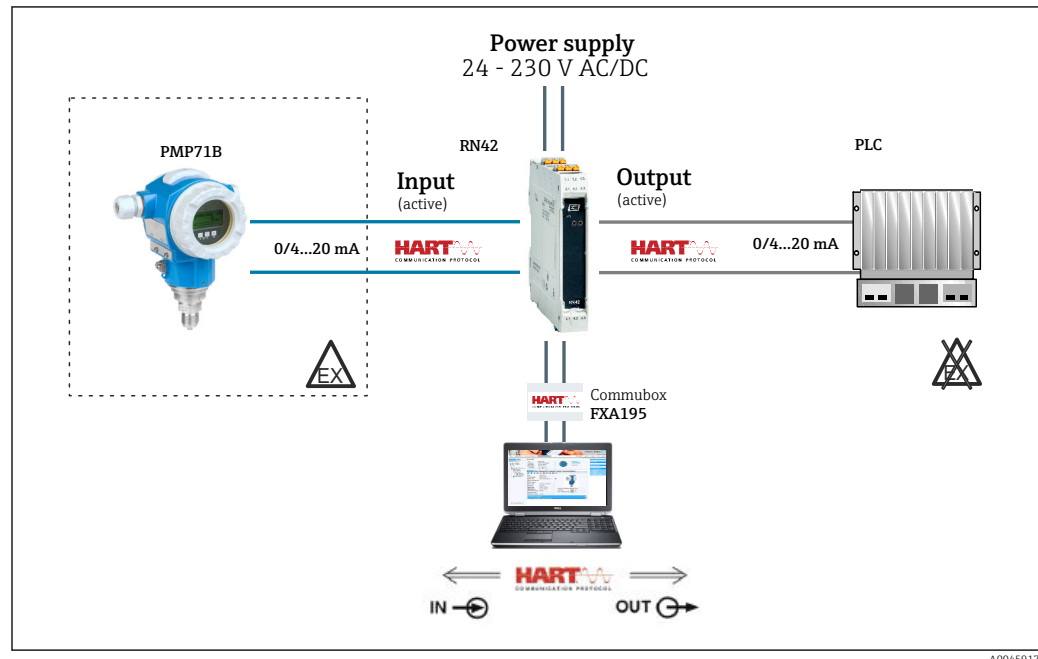 Power supply
24 - 230 V AC/DC
PMP71B
RN42
PLC
Input
(active)
Output
(active)
0/4...20 mA
HART
COMMUNICATION PROTOCOL
HART
COMMUNICATION PROTOCOL
0/4...20 mA
RN42
EX
EX
HART
Commubox
FXA195
HART
COMMUNICATION PROTOCOL
IN
OUT